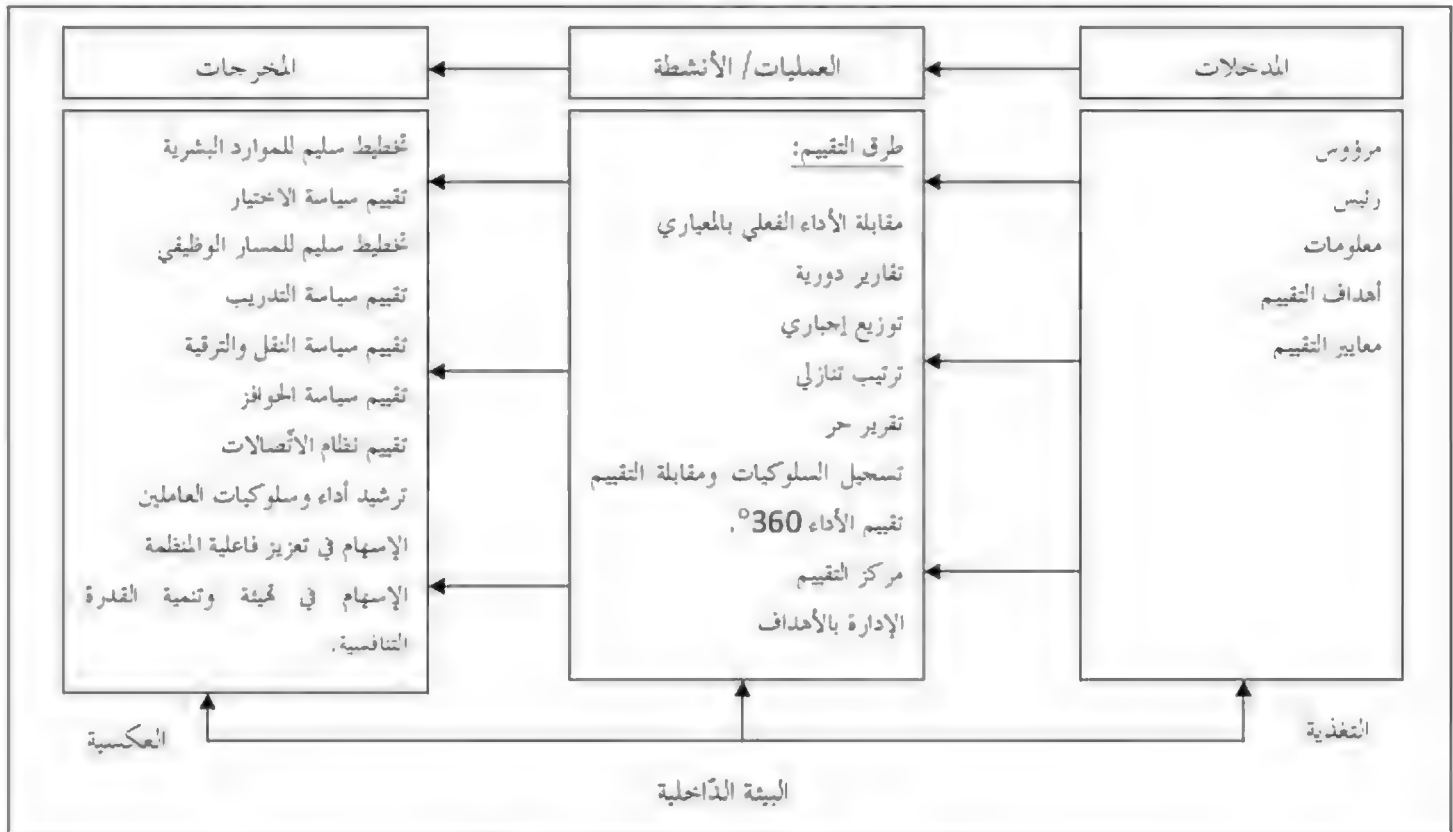 المدخلات
العمليات/ الأنشطة
المخرجات
مرؤوس
رئيس
معلومات
أهداف التقييم
معايير التقييم
طرق التقييم:
مقابلة الأداء الفعلي بالمعياري
تقارير دورية
توزيع إجباري
ترتيب تنازلي
تقرير حر
تسجيل السلوكيات ومقابلة التقييم
تقييم الأداء 360°.
مركز التقييم
الإدارة بالأهداف
تخطيط سليم للموارد البشرية
تقييم سياسة الاختيار
تخطيط سليم للمسار الوظيفي
تقييم سياسة التدريب
تقييم سياسة النقل والترقية
تقييم سياسة الحوافز
تقييم نظام الاتّصالات
ترشيد أداء وسلوكيات العاملين
الإسهام في تعزيز فاعلية المنظمة
الإسهام في تهيئة وتنمية القدرة
التنافسية.
التغذية
العكسية
البيئة الدّاخلية